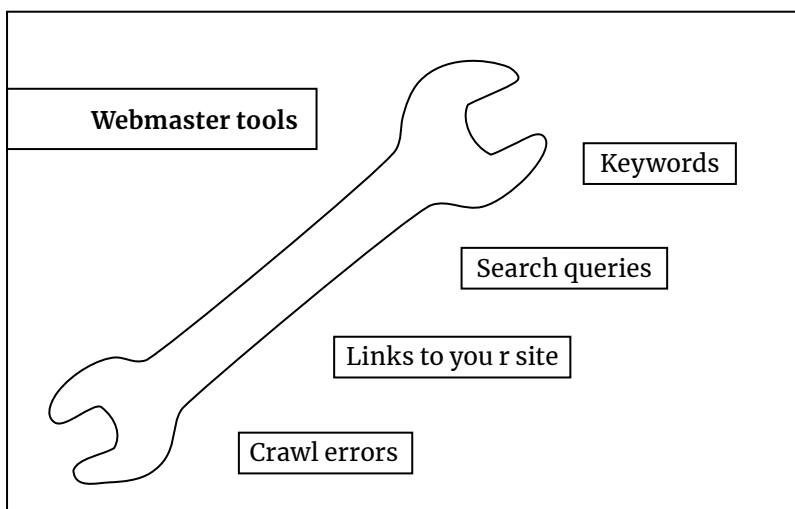 Webmaster tools
Keywords
Search queries
Links to you r site
Crawl errors